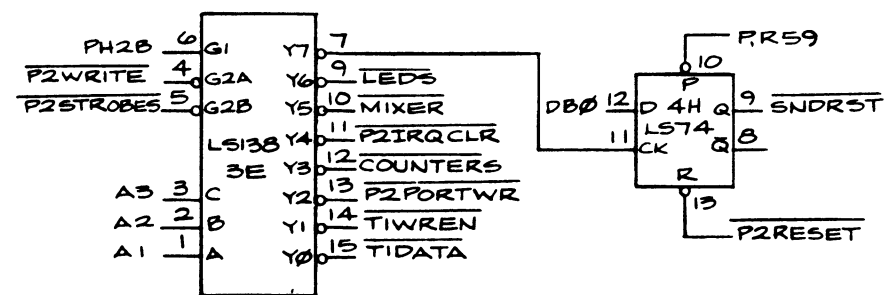 PH2B 6 G1 Y7 7
P2WRITE 4 G2A Y6 9 LEDS
P2STROBES 5 G2B Y5 10 MIXER
Y4 11 P2IRQCLR
LS138 Y3 12 COUNTERS
3E
A3 3 C Y2 13 P2PORTWR
A2 2 B Y1 14 TIWREN
A1 1 A YØ 15 TIDATA
P,R59
10
P
DBØ 12 D 4H Q 9 SNDRST
LS74
11 CK Q 8
R
13
P2RESET